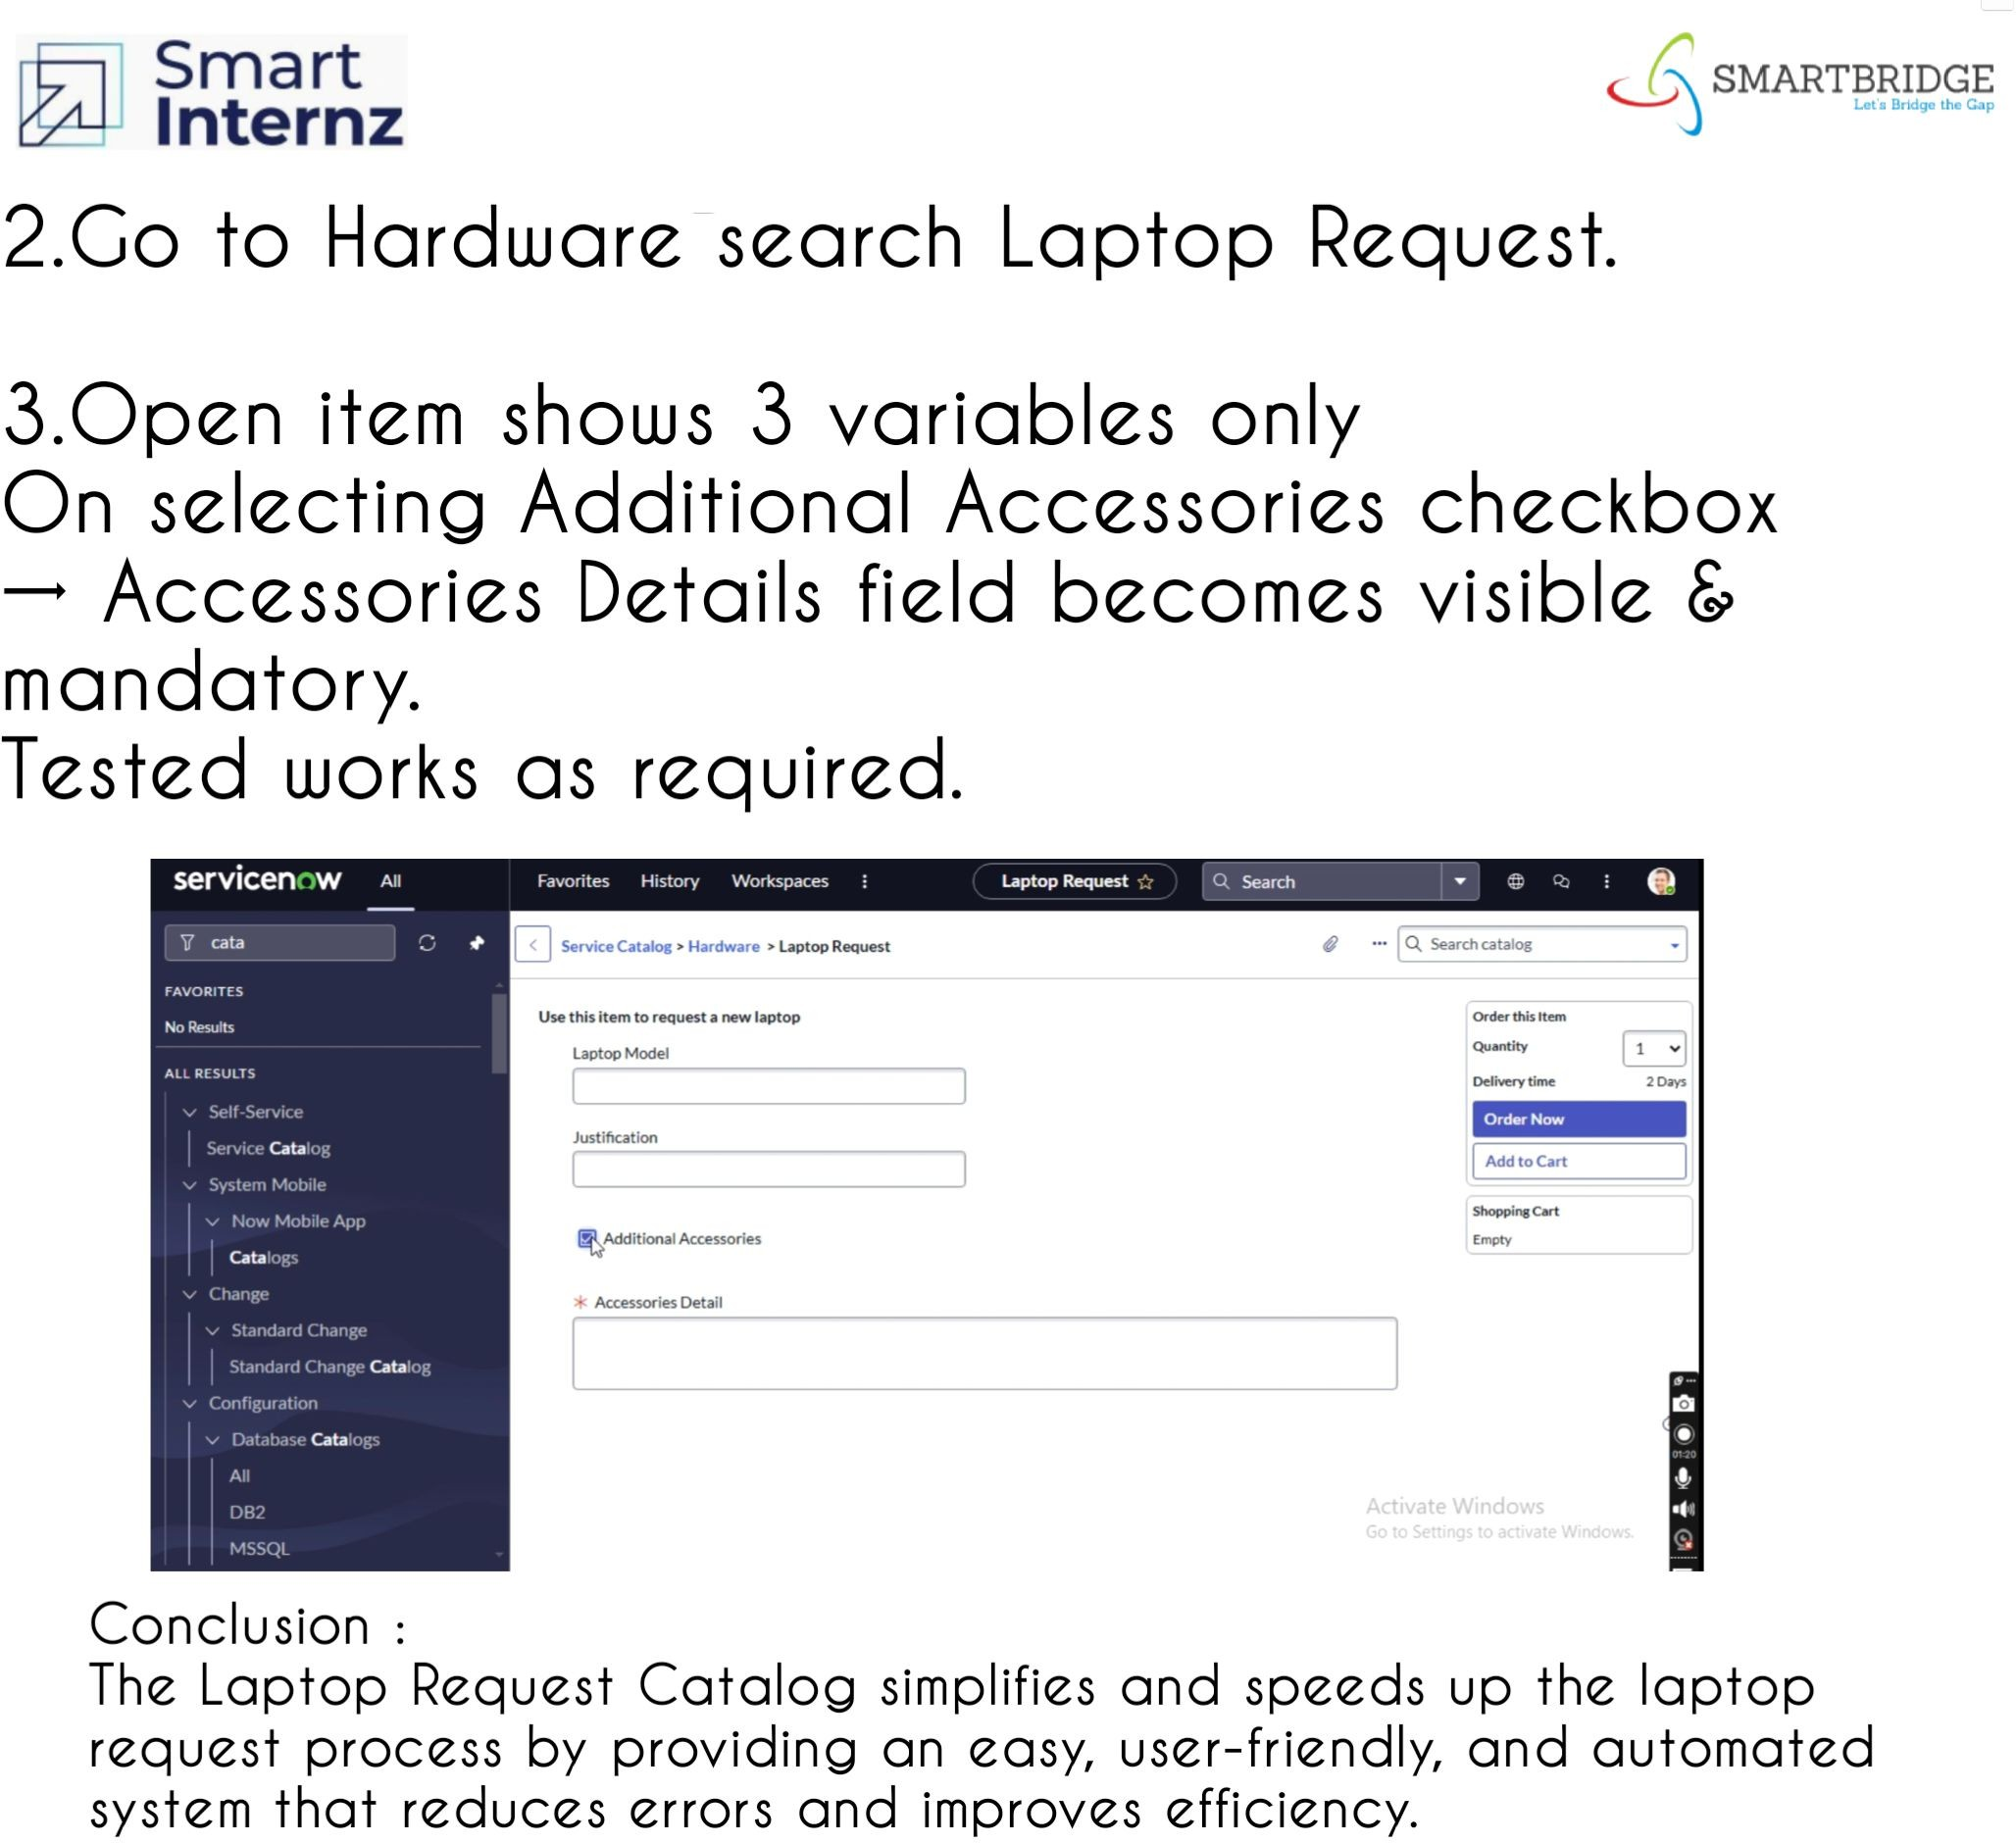 Smart
Internz
SMARTBRIDGE
Let's Bridge the Gap
2.Go to Hardware search Laptop Request.
3.Open item shows 3 variables only
On selecting Additional Accessories checkbox
→ Accessories Details field becomes visible &
mandatory.
Tested works as required.
servicenow All Favorites History Workspaces Laptop Request Search
cata
Service Catalog > Hardware > Laptop Request
Search catalog
FAVORITES
No Results
ALL RESULTS
Self-Service
Service Catalog
System Mobile
Now Mobile App
Catalogs
Change
Standard Change
Standard Change Catalog
Configuration
Database Catalogs
All
DB2
MSSQL
Use this item to request a new laptop
Laptop Model
Justification
Additional Accessories
* Accessories Detail
Order this Item
Quantity 1
Delivery time 2 Days
Order Now
Add to Cart
Shopping Cart
Empty
01:20
Activate Windows
Go to Settings to activate Windows.
Conclusion :
The Laptop Request Catalog simplifies and speeds up the laptop
request process by providing an easy, user-friendly, and automated
system that reduces errors and improves efficiency.